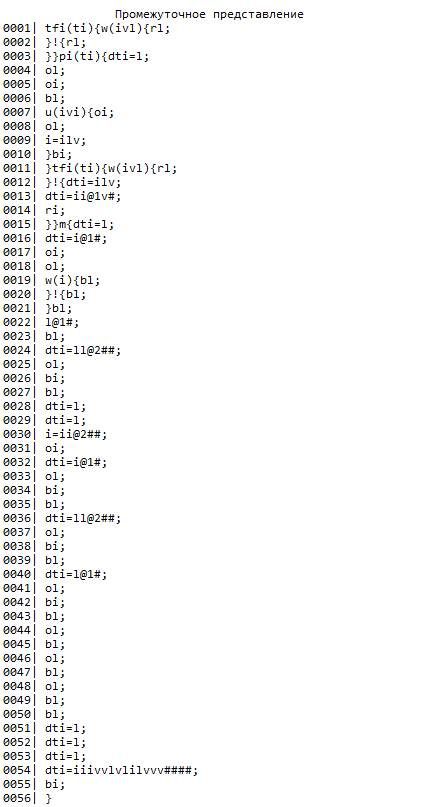 Промежуточное представление
0001| tfi(ti){w(ivl){rl;
0002| }!{rl;
0003| }}pi(ti){dti=l;
0004| ol;
0005| oi;
0006| bl;
0007| u(ivi){oi;
0008| ol;
0009| i=ilv;
0010| }bi;
0011| }tfi(ti){w(ivl){rl;
0012| }!{dti=ilv;
0013| dti=ii@1v#;
0014| ri;
0015| }}m{dti=l;
0016| dti=i@1#;
0017| oi;
0018| ol;
0019| w(i){bl;
0020| }!{bl;
0021| }bl;
0022| l@1#;
0023| bl;
0024| dti=ll@2##;
0025| ol;
0026| bi;
0027| bl;
0028| dti=l;
0029| dti=l;
0030| i=ii@2##;
0031| oi;
0032| dti=i@1#;
0033| ol;
0034| bi;
0035| bl;
0036| dti=ll@2##;
0037| ol;
0038| bi;
0039| bl;
0040| dti=l@1#;
0041| ol;
0042| bi;
0043| bl;
0044| ol;
0045| bl;
0046| ol;
0047| bl;
0048| ol;
0049| bl;
0050| bl;
0051| dti=l;
0052| dti=l;
0053| dti=l;
0054| dti=iiivvlvlilvvv####;
0055| bi;
0056| }